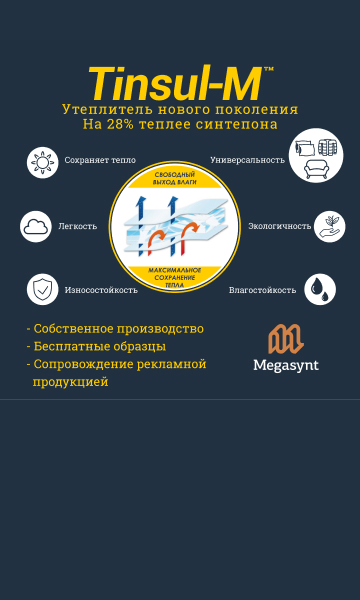 Tinsul-M™
Утеплитель нового поколения
На 28% теплее синтепона
Сохраняет тепло
Универсальность
СВОБОДНЫЙ
ВЫХОД ВЛАГИ
Легкость
Экологичность
МАКСИМАЛЬНОЕ
СОХРАНЕНИЕ
ТЕПЛА
Износостойкость
Влагостойкость
- Собственное производство
- Бесплатные образцы
- Сопровождение рекламной
продукцией
Megasynt